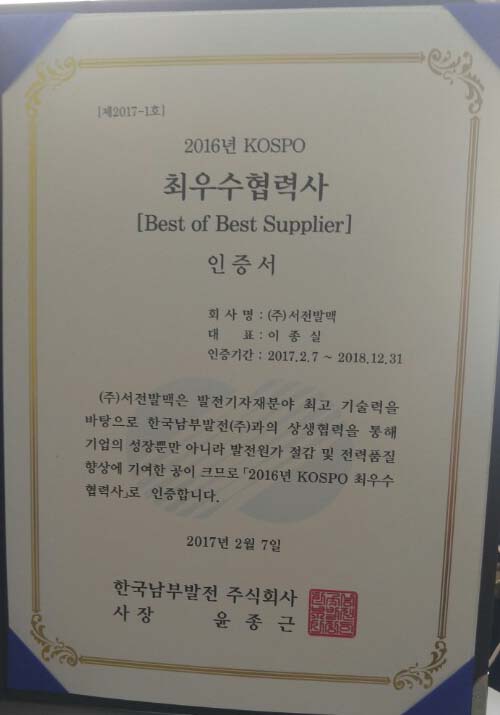 [제2017-1호]
2016년 KOSPO
최우수협력사
[Best of Best Supplier]
인증서
회 사 명 : (주)서전발맥
대 표 : 이 종 실
인증기간 : 2017.2.7 ~ 2018.12.31
(주)서전발맥은 발전기자재분야 최고 기술력을
바탕으로 한국남부발전(주)과의 상생협력을 통해
기업의 성장뿐만 아니라 발전원가 절감 및 전력품질
향상에 기여한 공이 크므로 「2016년 KOSPO 최우수
협력사」로 인증합니다.
2017년 2월 7일
한국남부발전 주식회사
사 장 윤 종 근